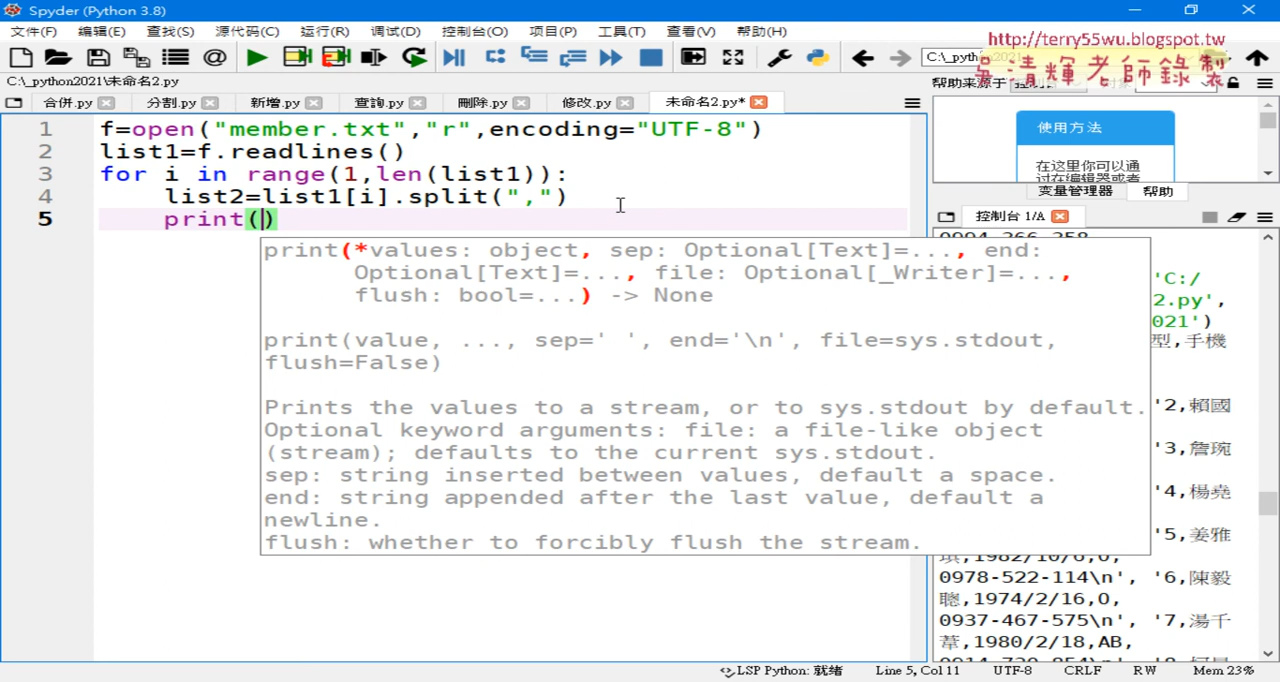 Spyder (Python 3.8)
文件(F) 编辑(E) 查找(S) 源代码(C) 运行(R) 调试(D) 控制台(O) 项目(P) 工具(T) 查看(V) 帮助(H)
http://terry55wu.blogspot.tw
吳清輝老師錄製
C:\_python2021\未命名2.py
帮助来源于 控制台
合併.py 分割.py 新增.py 查詢.py 刪除.py 修改.py 未命名2.py*
1 f=open("member.txt","r",encoding="UTF-8")
2 list1=f.readlines()
3 for i in range(1,len(list1)):
4 list2=list1[i].split(",")
5 print()
print(*values: object, sep: Optional[Text]=..., end:
Optional[Text]=..., file: Optional[_Writer]=...,
flush: bool=...) -> None
print(value, ..., sep=' ', end='\n', file=sys.stdout,
flush=False)
Prints the values to a stream, or to sys.stdout by default.
Optional keyword arguments: file: a file-like object
(stream); defaults to the current sys.stdout.
sep: string inserted between values, default a space.
end: string appended after the last value, default a
newline.
flush: whether to forcibly flush the stream.
使用方法
在这里你可以通
过在编辑器或者
变量管理器 帮助
控制台 1/A
'C:/
2.py',
021')
型,手機
'2,賴國
'3,詹琬
'4,楊堯
'5,姜雅
琪,1982/10/6,O,
0978-522-114\n', '6,陳毅
聰,1974/2/16,O,
0937-467-575\n', '7,湯千
葦,1980/2/18,AB,
LSP Python: 就绪 Line 5, Col 11 UTF-8 CRLF RW Mem 23%